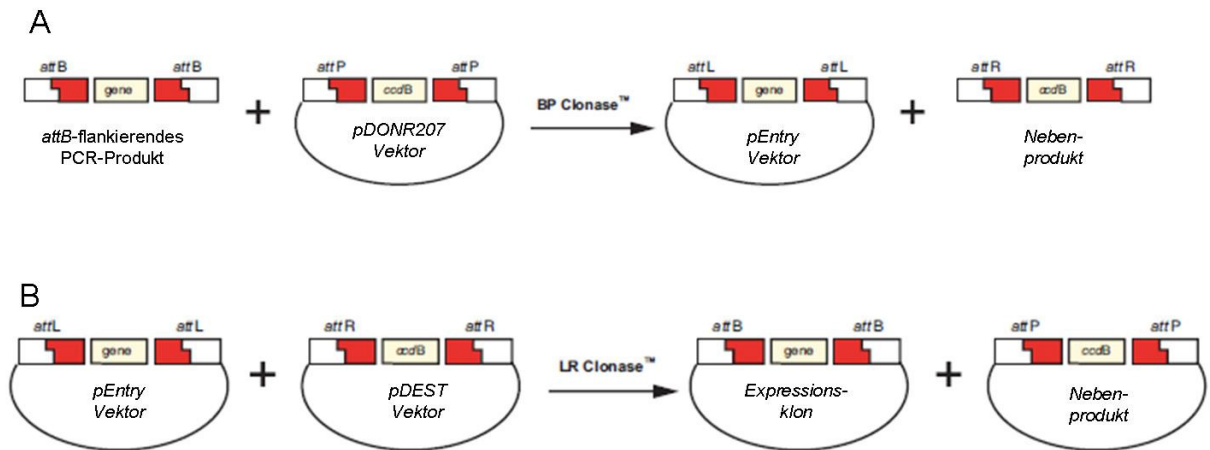 A
attB attB attP attP attL attL attR attR
gene ccdB gene ccdB
+ BP Clonase™ +
attB-flankierendes
PCR-Produkt
pDONR207
Vektor
pEntry
Vektor
Neben-
produkt
B
attL attL attR attR attB attB attP attP
gene ccdB gene ccdB
+ LR Clonase™ +
pEntry
Vektor
pDEST
Vektor
Expressions-
klon
Neben-
produkt